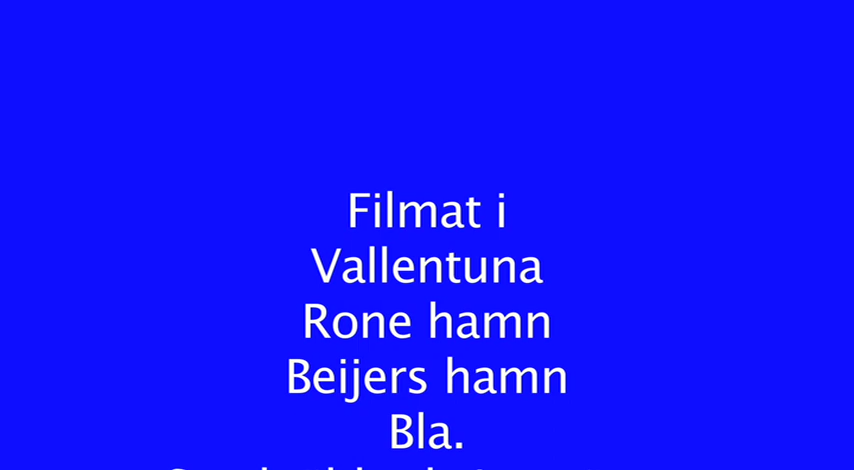 Filmat i
Vallentuna
Rone hamn
Beijers hamn
Bla.